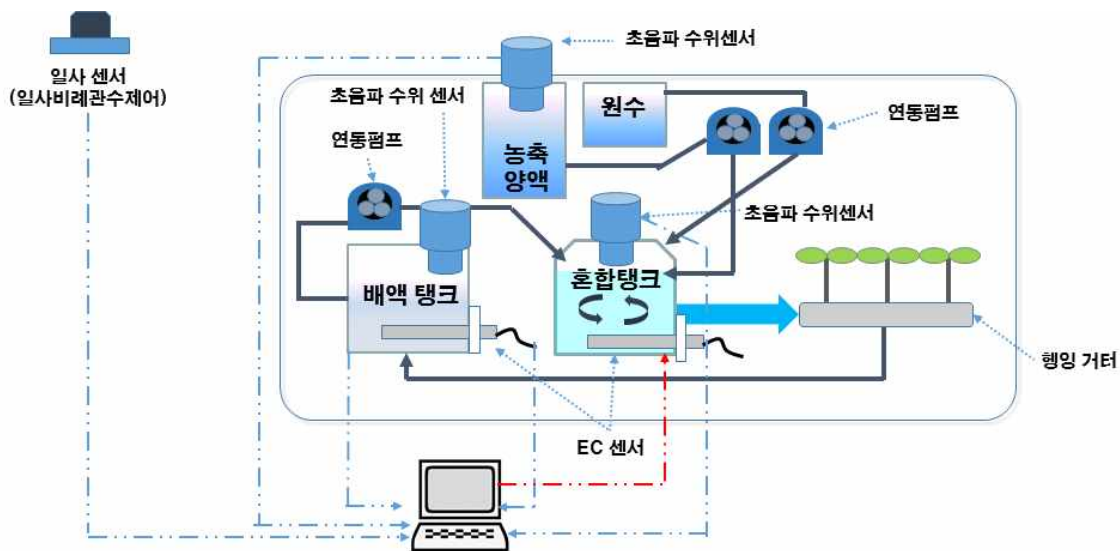 초음파 수위센서
일사 센서
(일사비례관수제어)
초음파 수위 센서
원수
연동펌프
연동펌프
농축
양액
초음파 수위센서
배액 탱크
혼합탱크
행잉 거터
EC 센서